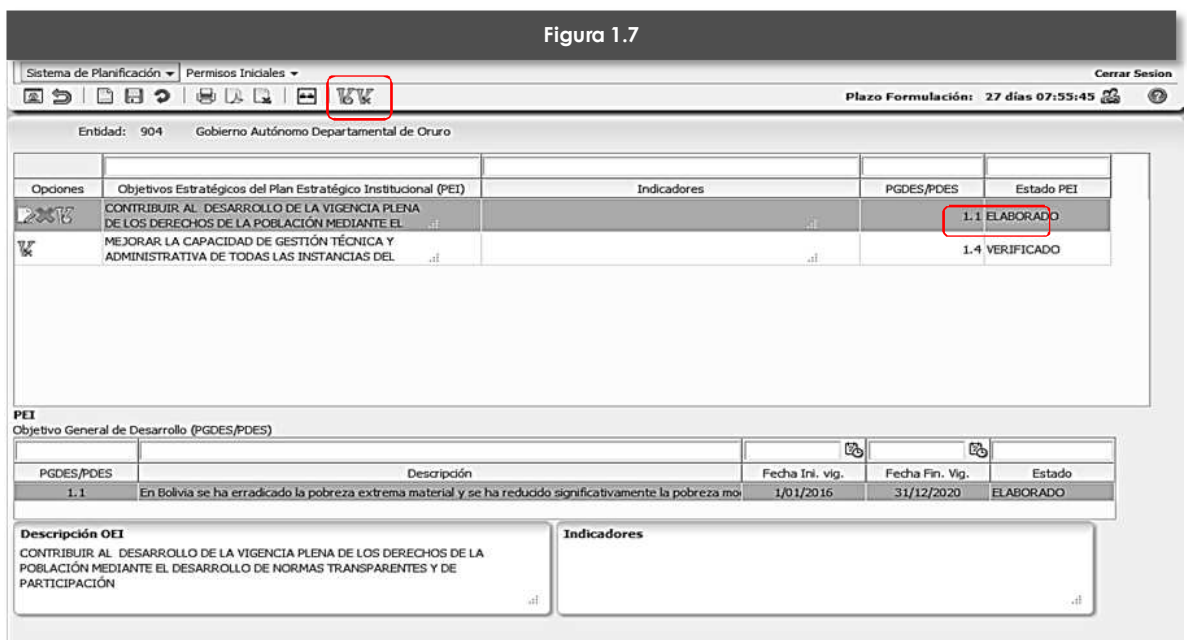 Figura 1.7
Sistema de Planificación Permisos Iniciales Cerrar Sesion
Plazo Formulación: 27 días 07:55:45
Entidad: 904 Gobierno Autónomo Departamental de Oruro
Opciones Objetivos Estratégicos del Plan Estratégico Institucional (PEI) Indicadores PGDES/PDES Estado PEI
CONTRIBUIR AL DESARROLLO DE LA VIGENCIA PLENA
DE LOS DERECHOS DE LA POBLACIÓN MEDIANTE EL
1.1 ELABORADO
MEJORAR LA CAPACIDAD DE GESTIÓN TÉCNICA Y
ADMINISTRATIVA DE TODAS LAS INSTANCIAS DEL
1.4 VERIFICADO
PEI
Objetivo General de Desarrollo (PGDES/PDES)
PGDES/PDES Descripción Fecha Ini. vig. Fecha Fin. Vig. Estado
1.1 En Bolivia se ha erradicado la pobreza extrema material y se ha reducido significativamente la pobreza mo 1/01/2016 31/12/2020 ELABORADO
Descripción OEI
CONTRIBUIR AL DESARROLLO DE LA VIGENCIA PLENA DE LOS DERECHOS DE LA
POBLACIÓN MEDIANTE EL DESARROLLO DE NORMAS TRANSPARENTES Y DE
PARTICIPACIÓN
Indicadores